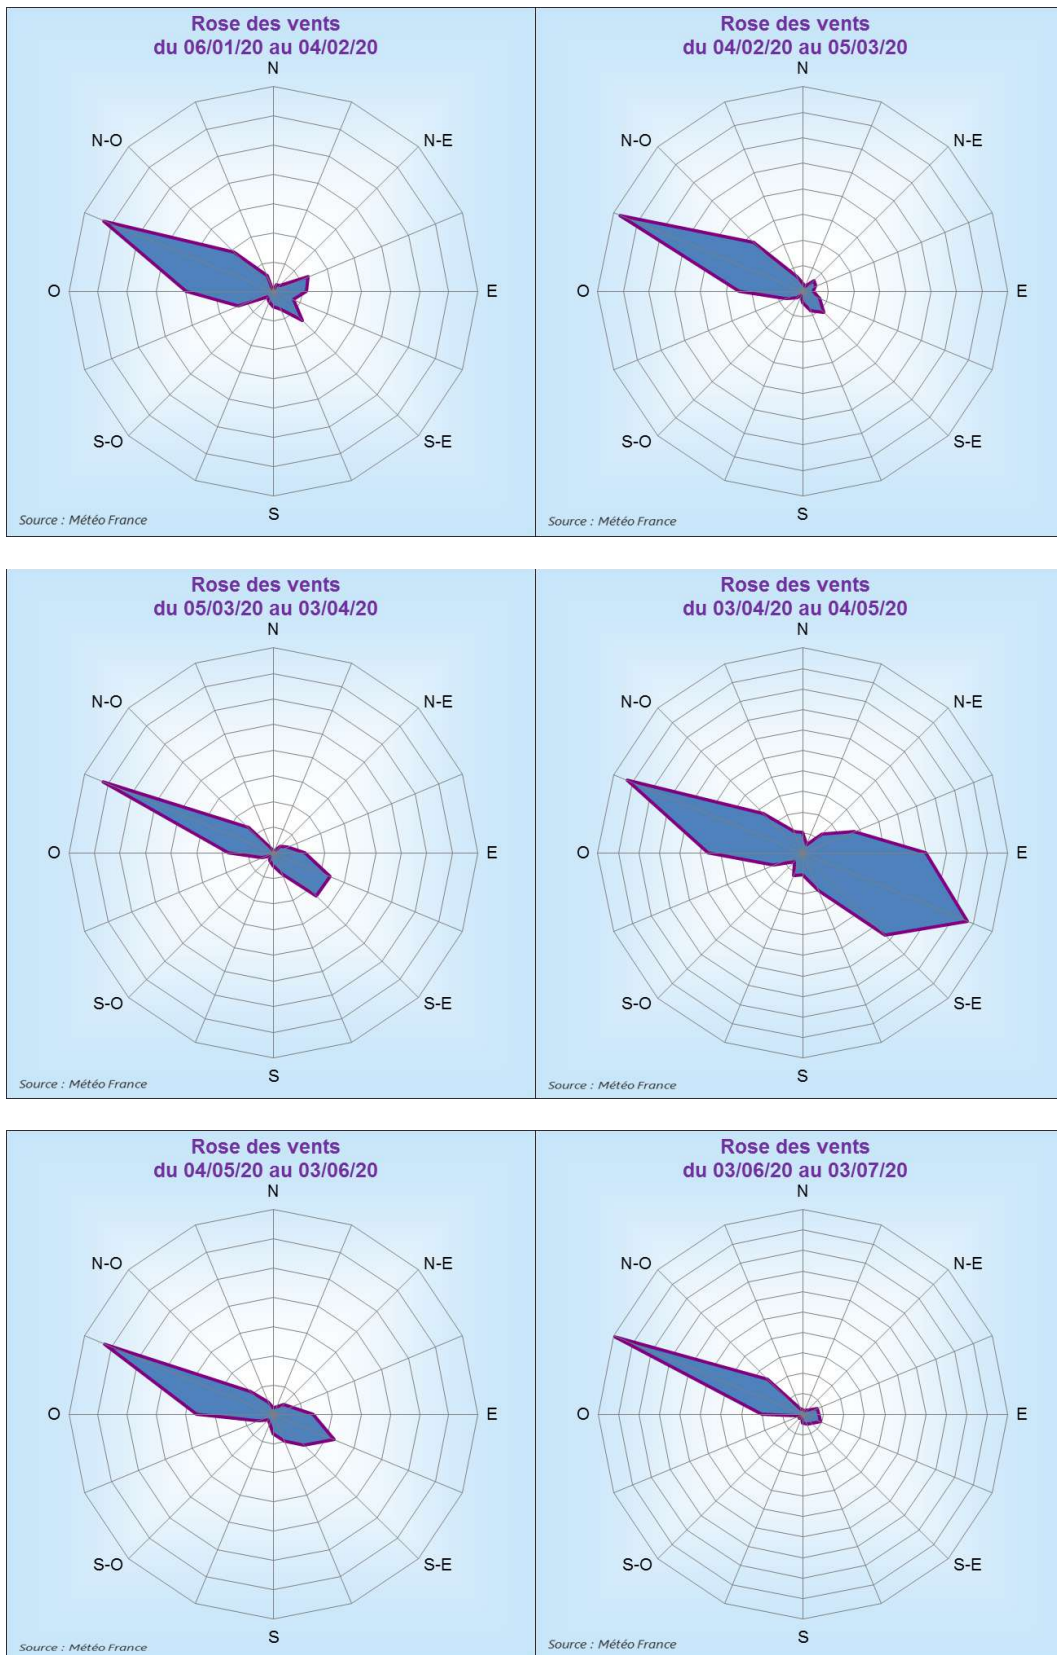 Rose des vents
du 06/01/20 au 04/02/20
N
N-O
N-E
O
E
S-O
S-E
S
Source : Météo France
Rose des vents
du 04/02/20 au 05/03/20
N
N-O
N-E
O
E
S-O
S-E
S
Source : Météo France
Rose des vents
du 05/03/20 au 03/04/20
N
N-O
N-E
O
E
S-O
S-E
S
Source : Météo France
Rose des vents
du 03/04/20 au 04/05/20
N
N-O
N-E
O
E
S-O
S-E
S
Source : Météo France
Rose des vents
du 04/05/20 au 03/06/20
N
N-O
N-E
O
E
S-O
S-E
S
Source : Météo France
Rose des vents
du 03/06/20 au 03/07/20
N
N-O
N-E
O
E
S-O
S-E
S
Source : Météo France